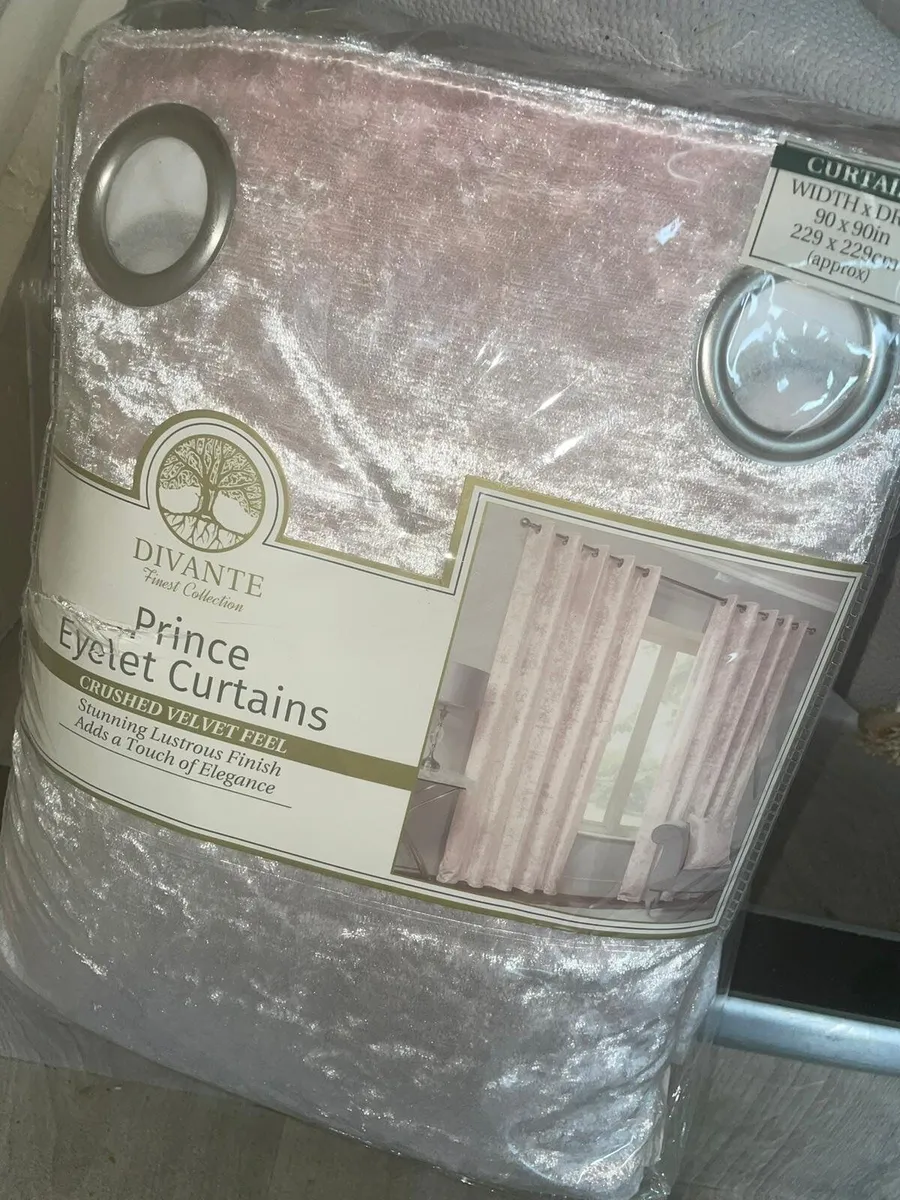 CURTAI
WIDTH x DR
90 x 90in
229 x 229cm
(approx)
DIVANTE
Finest Collection
Prince
Eyelet Curtains
CRUSHED VELVET FEEL
Stunning Lustrous Finish
Adds a Touch of Elegance